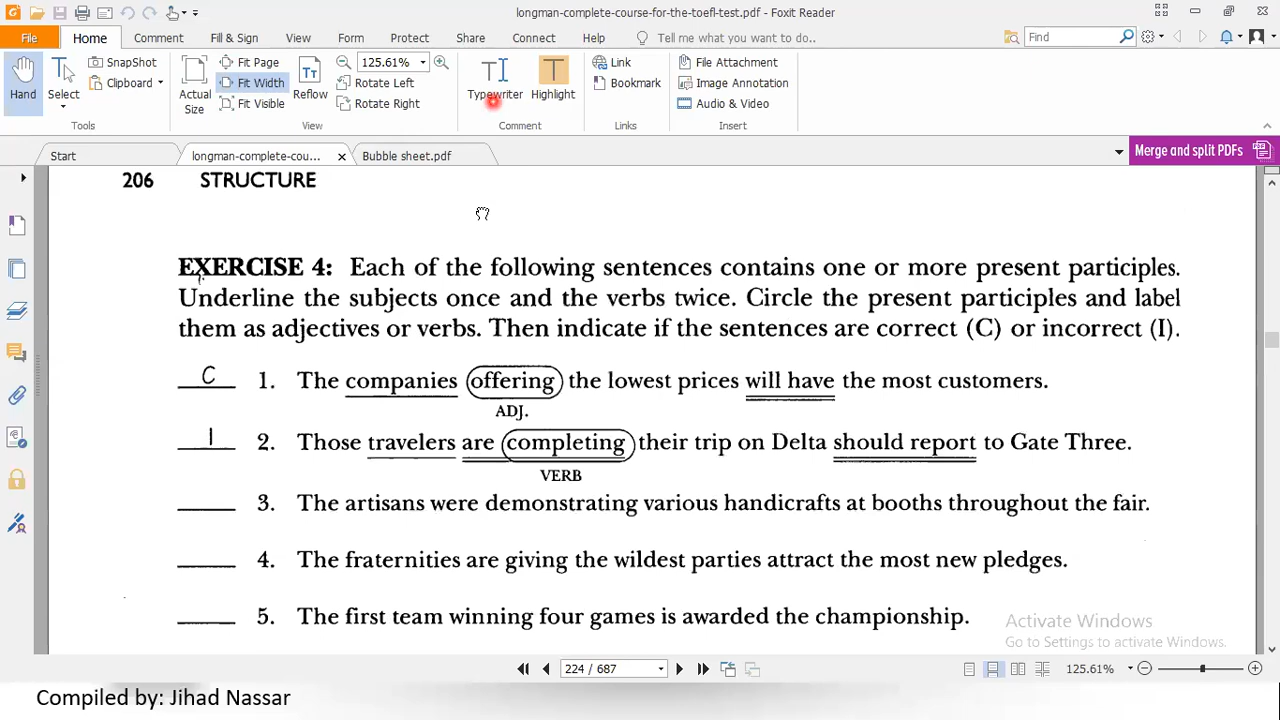 longman-complete-course-for-the-toefl-test.pdf - Foxit Reader
File Home Comment Fill & Sign View Form Protect Share Connect Help Tell me what you want to do.. Find
Hand
Select
SnapShot
Clipboard
Tools
Actual Size
Fit Page
Fit Width
Fit Visible
Reflow
125.61%
Rotate Left
Rotate Right
View
Typewriter
Highlight
Comment
Link
Bookmark
Links
File Attachment
Image Annotation
Audio & Video
Insert
Start longman-complete-cou... Bubble sheet.pdf Merge and split PDFs
206 STRUCTURE
EXERCISE 4: Each of the following sentences contains one or more present participles.
Underline the subjects once and the verbs twice. Circle the present participles and label
them as adjectives or verbs. Then indicate if the sentences are correct (C) or incorrect (I).
C 1. The companies offering the lowest prices will have the most customers.
ADJ.
I 2. Those travelers are completing their trip on Delta should report to Gate Three.
VERB
3. The artisans were demonstrating various handicrafts at booths throughout the fair.
4. The fraternities are giving the wildest parties attract the most new pledges.
5. The first team winning four games is awarded the championship.
Activate Windows
Go to Settings to activate Windows.
224 / 687 125.61%
Compiled by: Jihad Nassar